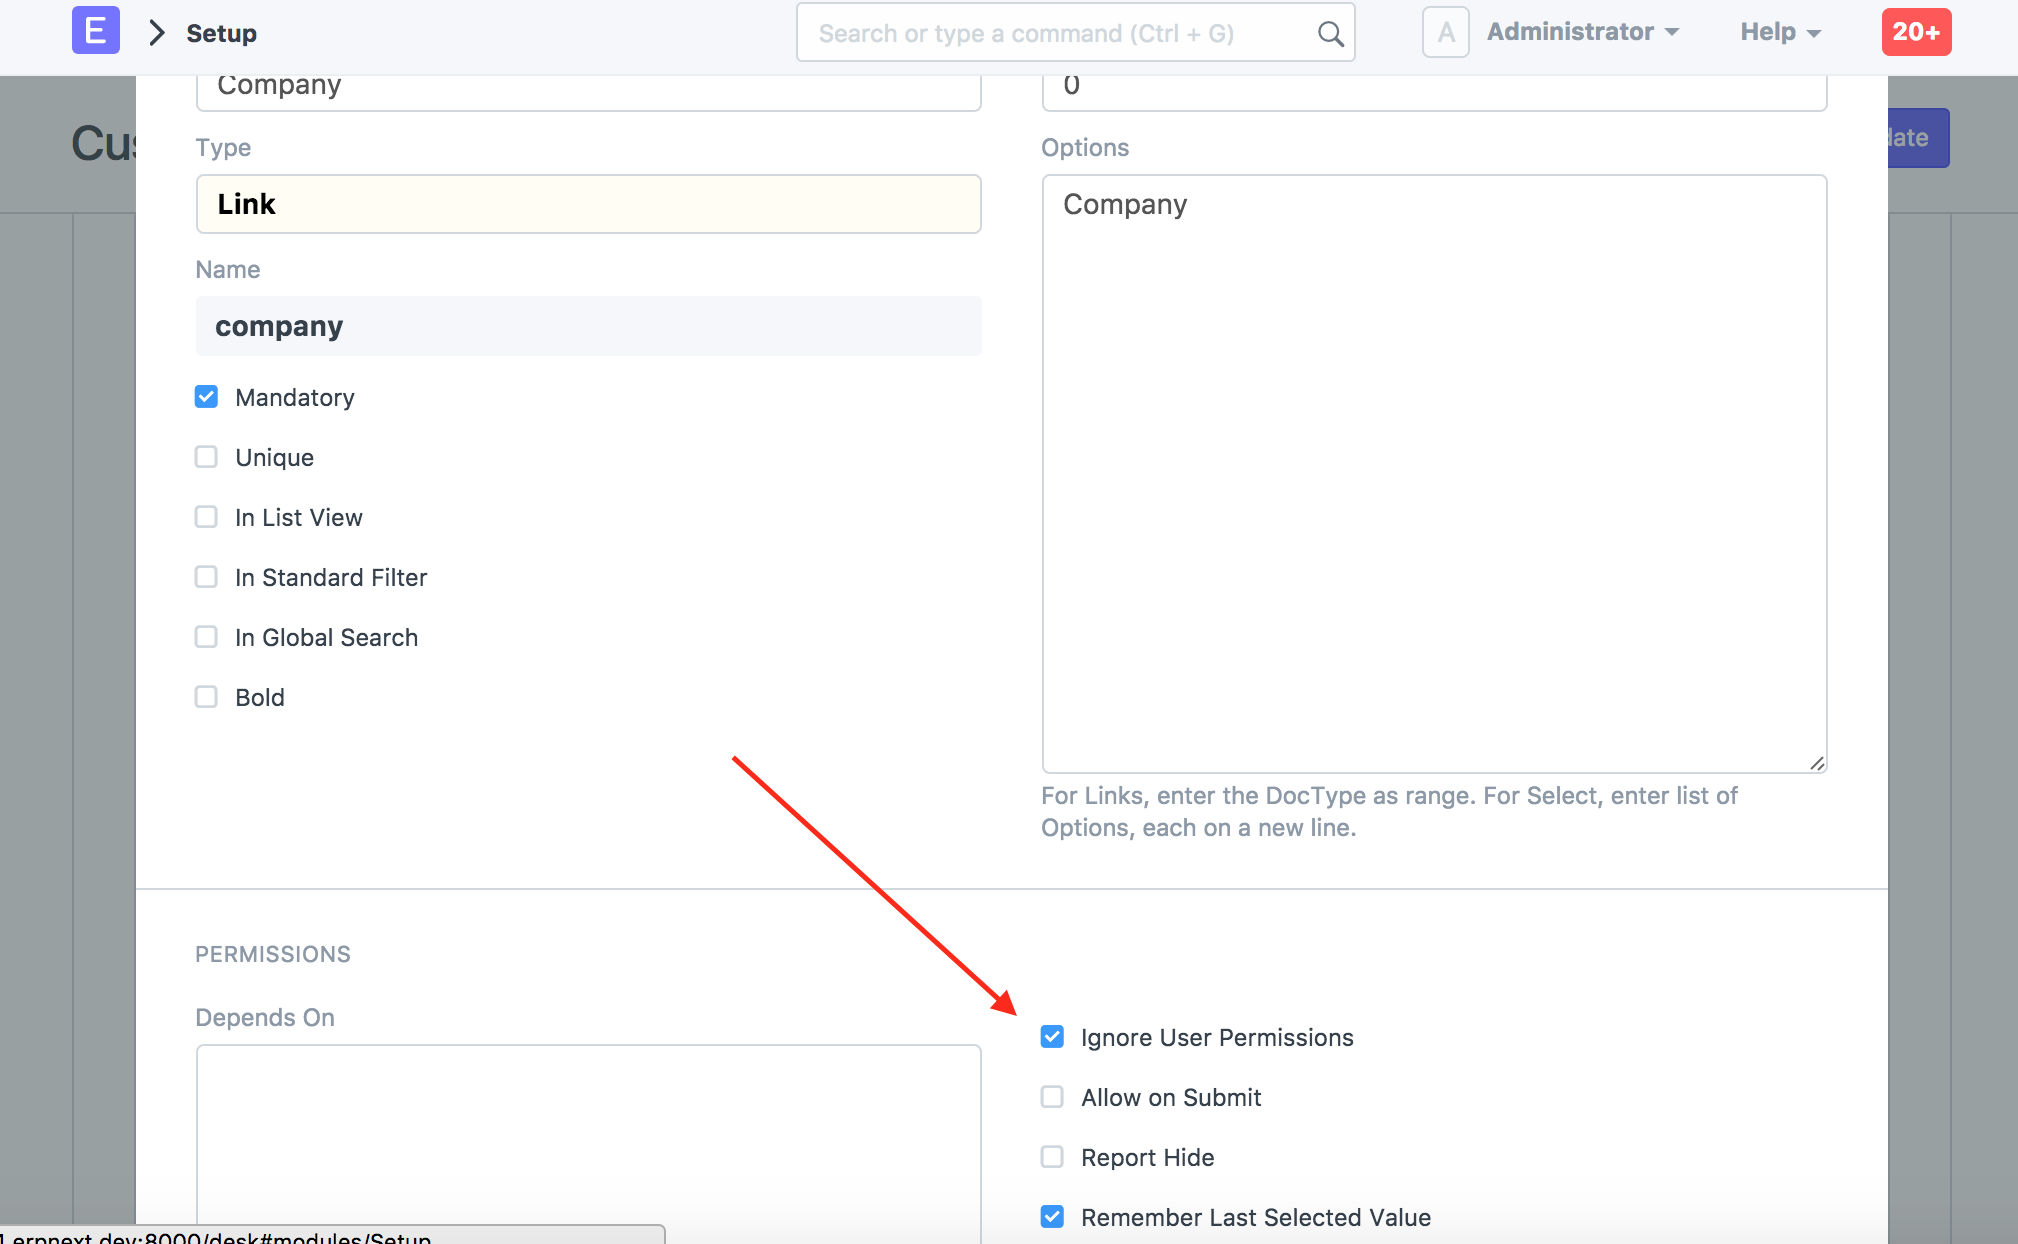 E
Setup
Search or type a command (Ctrl + G)
A
Administrator
Help
20+
Company
0
Type
Options
Link
Company
Name
company
Mandatory
Unique
In List View
In Standard Filter
In Global Search
Bold
For Links, enter the DocType as range. For Select, enter list of
Options, each on a new line.
PERMISSIONS
Depends On
Ignore User Permissions
Allow on Submit
Report Hide
Remember Last Selected Value
erpnext.dev:8000/desk#modules/Setup